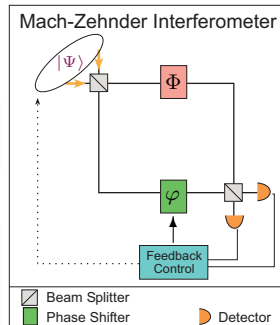 Mach-Zehnder Interferometer
|Ψ⟩
Φ
φ
Feedback
Control
Beam Splitter
Phase Shifter
Detector